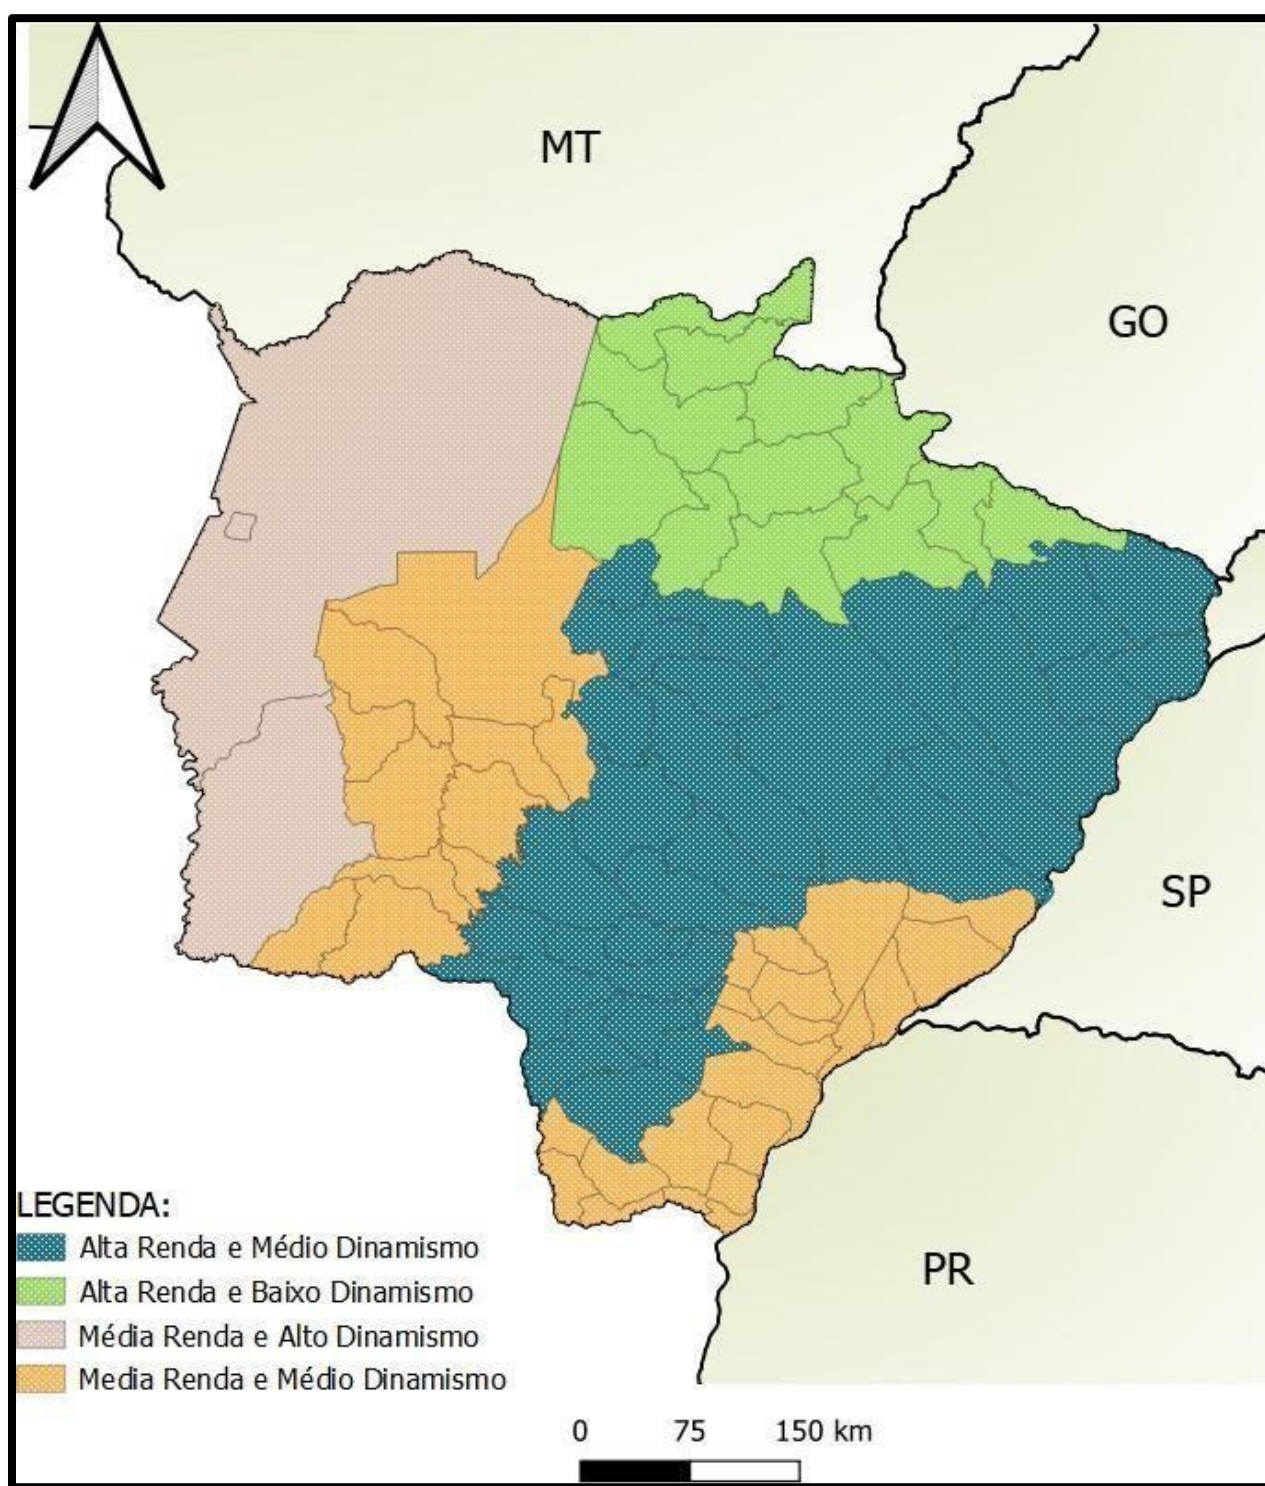 MT
GO
SP
LEGENDA:
Alta Renda e Médio Dinamismo
Alta Renda e Baixo Dinamismo
Média Renda e Alto Dinamismo
Media Renda e Médio Dinamismo
PR
0 75 150 km